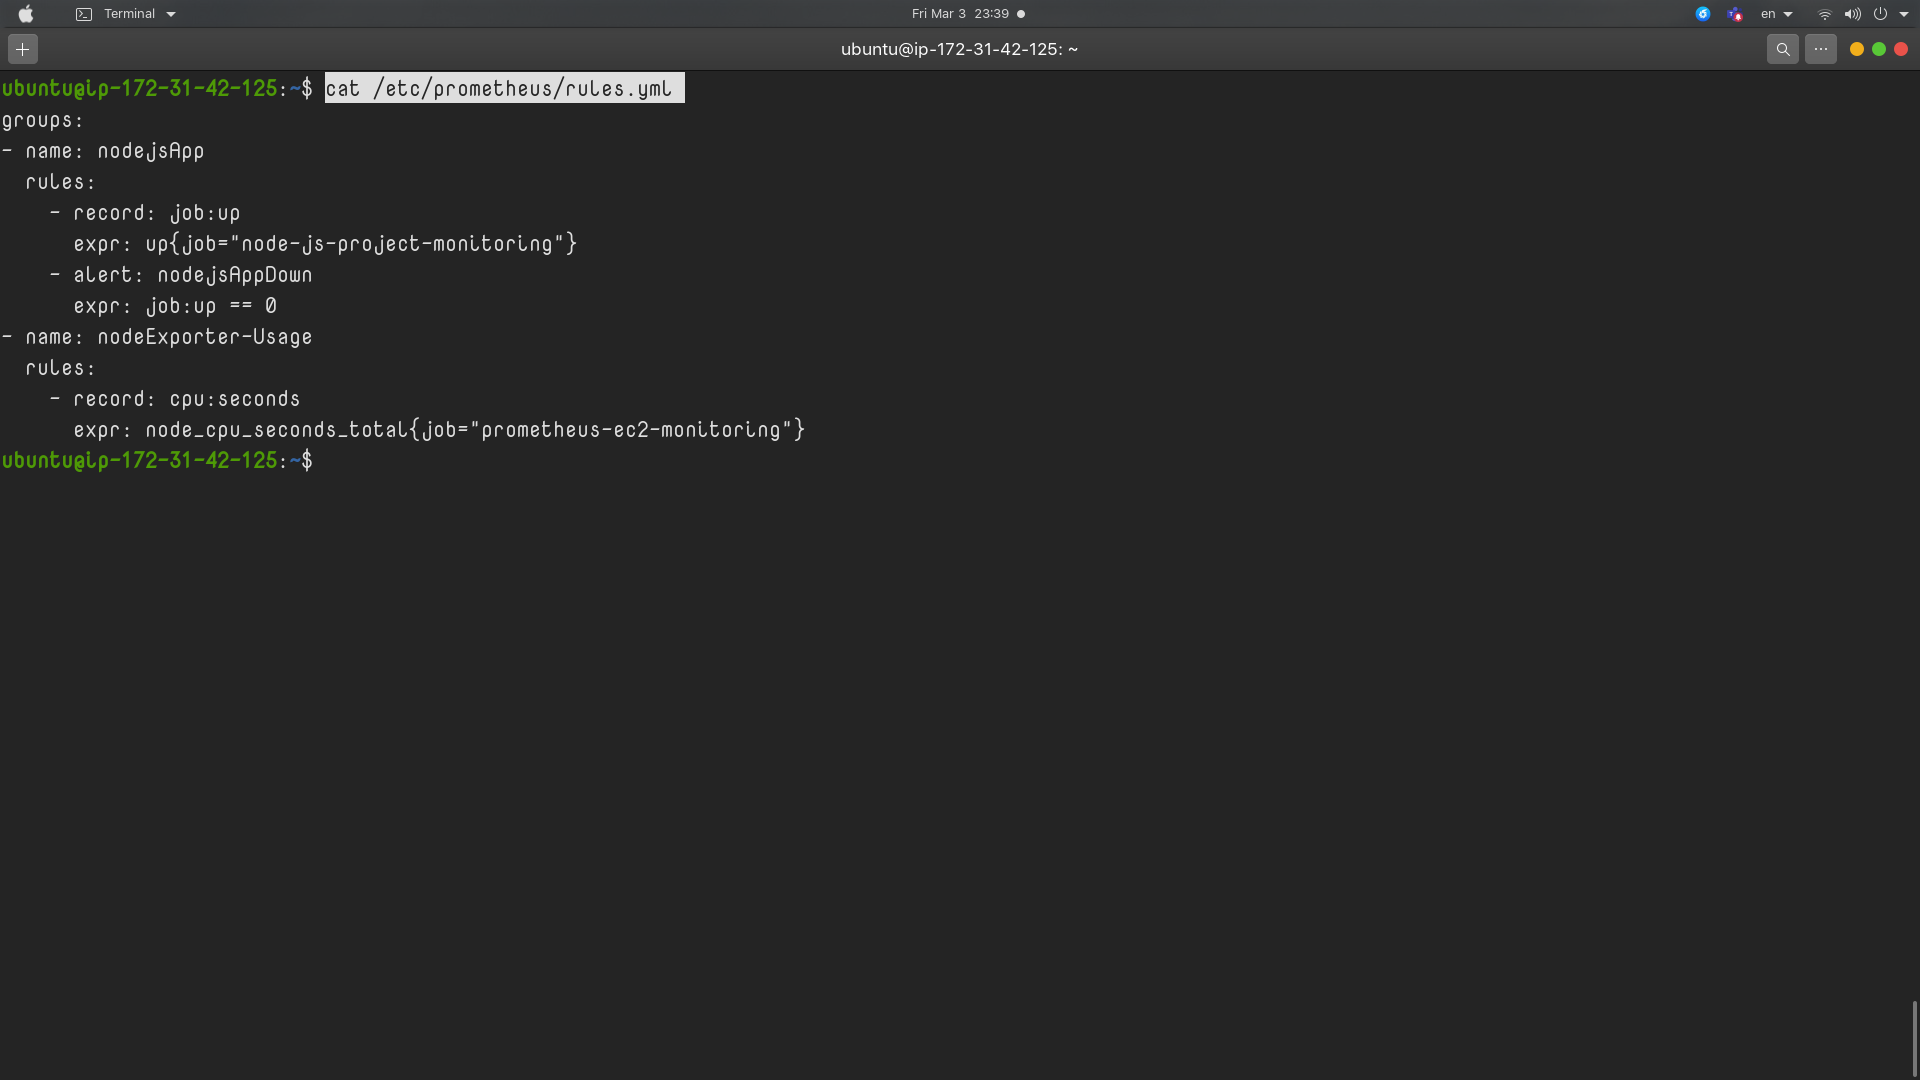 Terminal
Fri Mar 3 23:39
en
ubuntu@ip-172-31-42-125: ~
ubuntu@ip-172-31-42-125:~$ cat /etc/prometheus/rules.yml
groups:
- name: nodejsApp
  rules:
    - record: job:up
      expr: up{job="node-js-project-monitoring"}
    - alert: nodejsAppDown
      expr: job:up == 0
- name: nodeExporter-Usage
  rules:
    - record: cpu:seconds
      expr: node_cpu_seconds_total{job="prometheus-ec2-monitoring"}
ubuntu@ip-172-31-42-125:~$